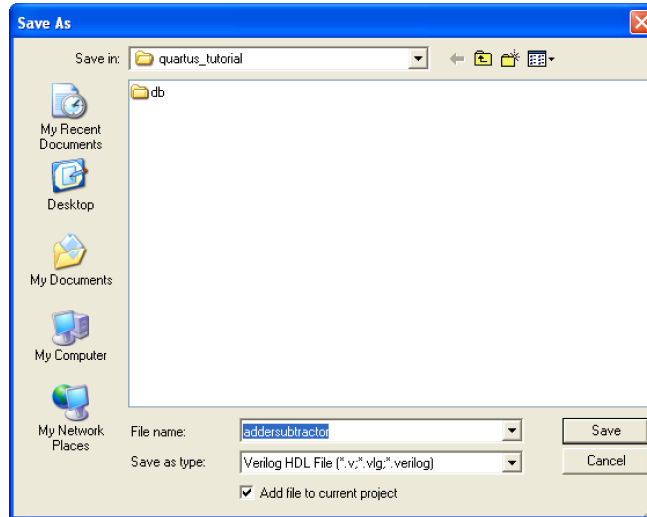 Save As
Save in:
quartus_tutorial
db
My Recent
Documents
Desktop
My Documents
My Computer
My Network
Places
File name:
addersubtractor
Save
Save as type:
Verilog HDL File (*.v;*.vlg;*.verilog)
Cancel
Add file to current project